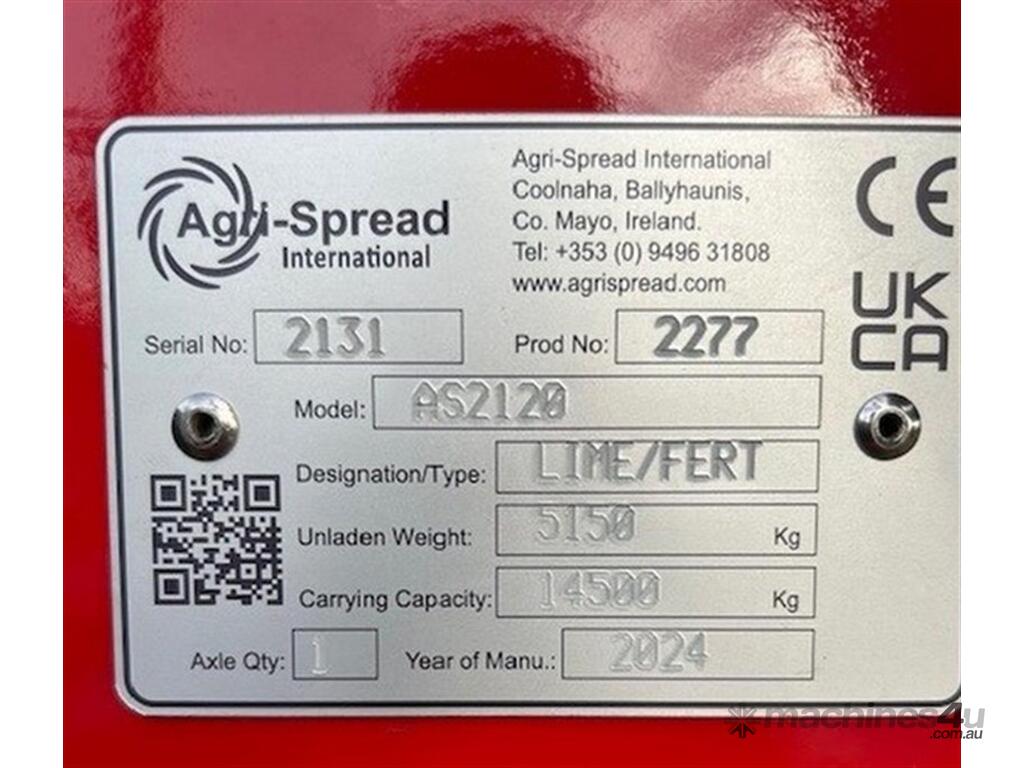 Agri-Spread
International
Agri-Spread International
Coolnaha, Ballyhaunis,
Co. Mayo, Ireland.
Tel: +353 (0) 9496 31808
www.agrispread.com
CE
UK
CA
Serial No: 2131
Prod No: 2277
Model: AS2120
Designation/Type: LIME/FERT
Unladen Weight: 5150 Kg
Carrying Capacity: 14500 Kg
Axle Qty: 1
Year of Manu.: 2024
machines4u
.com.au